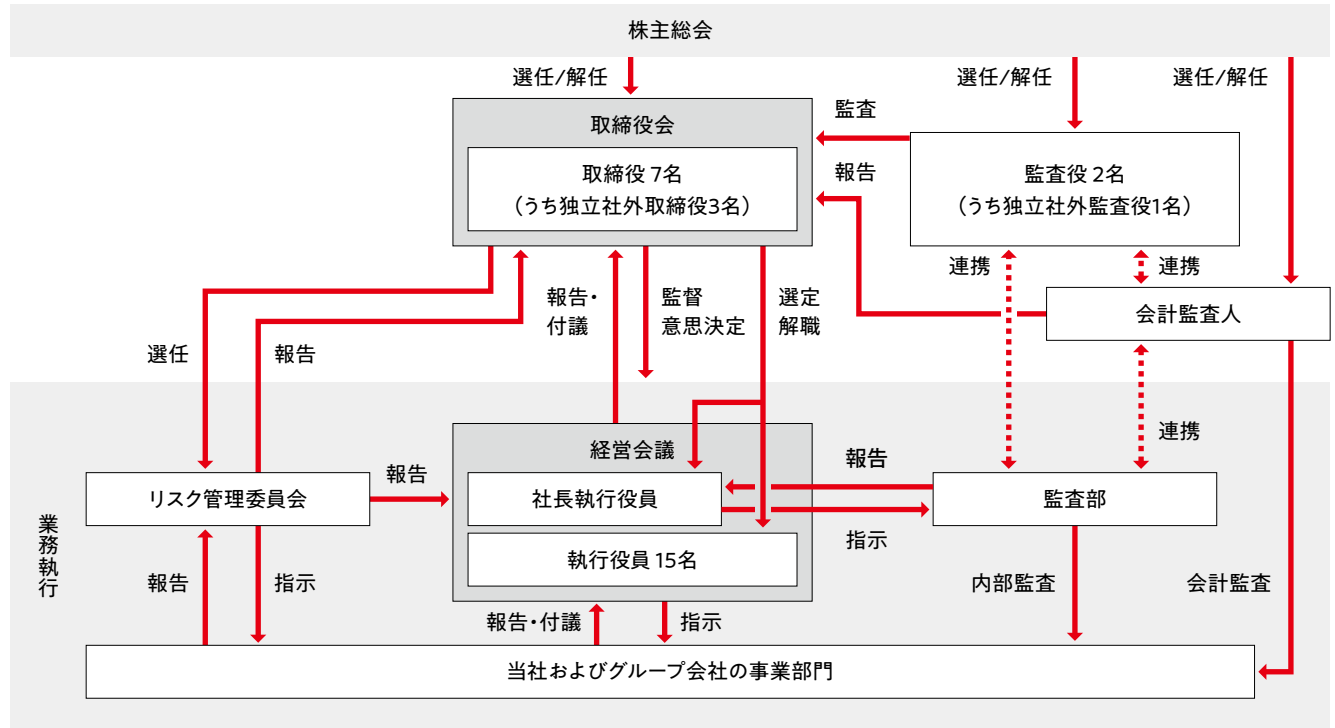 株主総会
選任/解任
選任/解任
選任/解任
取締役会
取締役 7名
（うち独立社外取締役3名）
監査
報告
監査役 2名
（うち独立社外監査役1名）
連携
連携
会計監査人
選任
報告
報告・
付議
監督
意思決定
選定
解職
連携
業務執行
リスク管理委員会
報告
経営会議
社長執行役員
執行役員 15名
報告
指示
監査部
報告
指示
報告・付議
指示
内部監査
会計監査
当社およびグループ会社の事業部門